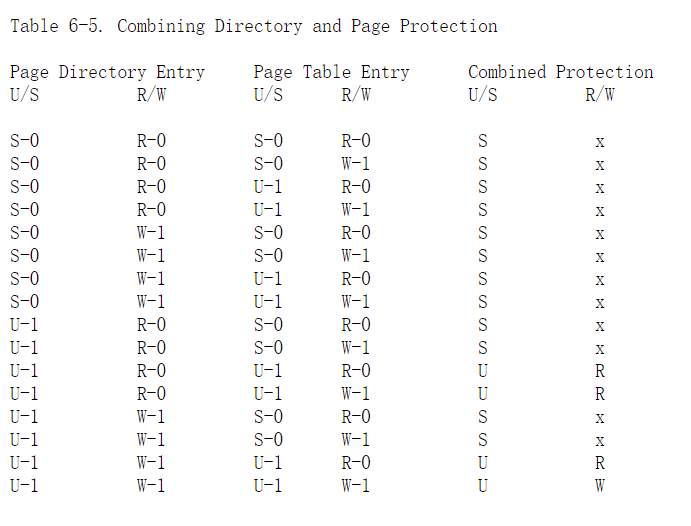 Table 6-5. Combining Directory and Page Protection
Page Directory Entry Page Table Entry Combined Protection
U/S R/W U/S R/W U/S R/W
S-0 R-0 S-0 R-0 S x
S-0 R-0 S-0 W-1 S x
S-0 R-0 U-1 R-0 S x
S-0 R-0 U-1 W-1 S x
S-0 W-1 S-0 R-0 S x
S-0 W-1 S-0 W-1 S x
S-0 W-1 U-1 R-0 S x
S-0 W-1 U-1 W-1 S x
U-1 R-0 S-0 R-0 S x
U-1 R-0 S-0 W-1 S x
U-1 R-0 U-1 R-0 U R
U-1 R-0 U-1 W-1 U R
U-1 W-1 S-0 R-0 S x
U-1 W-1 S-0 W-1 S x
U-1 W-1 U-1 R-0 U R
U-1 W-1 U-1 W-1 U W